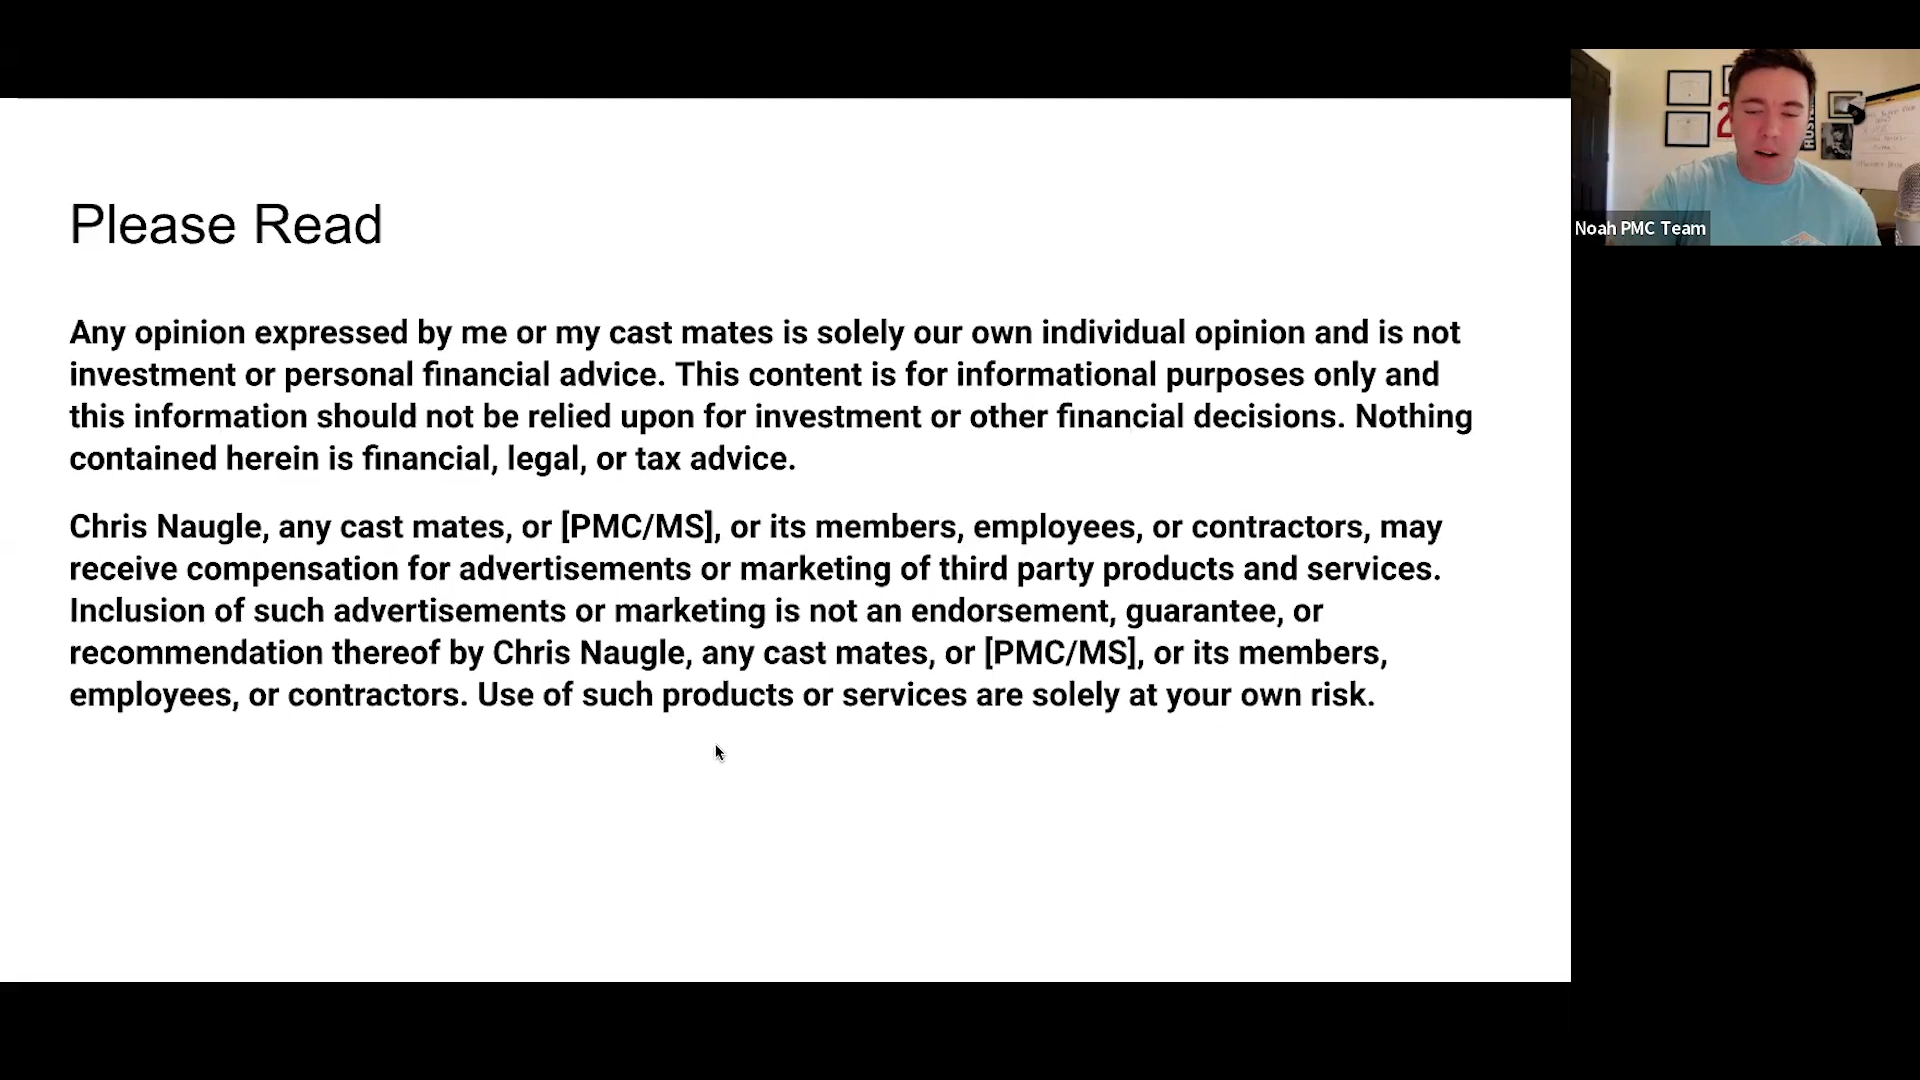 Please Read
Any opinion expressed by me or my cast mates is solely our own individual opinion and is not
investment or personal financial advice. This content is for informational purposes only and
this information should not be relied upon for investment or other financial decisions. Nothing
contained herein is financial, legal, or tax advice.
Chris Naugle, any cast mates, or [PMC/MS], or its members, employees, or contractors, may
receive compensation for advertisements or marketing of third party products and services.
Inclusion of such advertisements or marketing is not an endorsement, guarantee, or
recommendation thereof by Chris Naugle, any cast mates, or [PMC/MS], or its members,
employees, or contractors. Use of such products or services are solely at your own risk.
Noah PMC Team